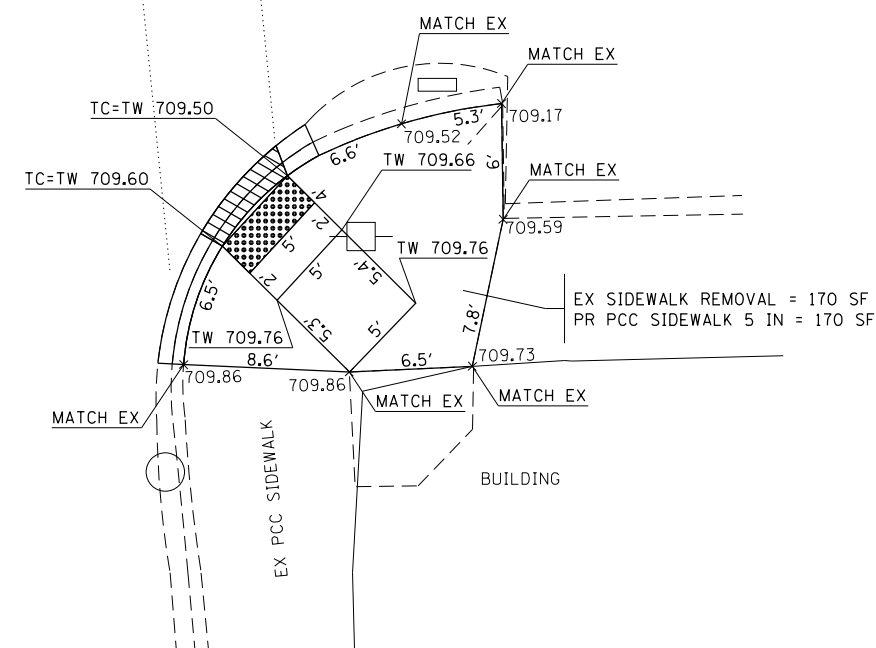 MATCH EX
MATCH EX
TC=TW 709.50
5.3'
709.17
709.52
6.6'
TW 709.66
6'
MATCH EX
TC=TW 709.60
4'
2'
5'
709.59
TW 709.76
5'
5.4'
2'
6.5'
EX SIDEWALK REMOVAL = 170 SF
PR PCC SIDEWALK 5 IN = 170 SF
7.8'
5.3'
5'
TW 709.76
8.6'
6.5'
709.73
709.86
709.86
MATCH EX
MATCH EX
MATCH EX
EX PCC SIDEWALK
BUILDING